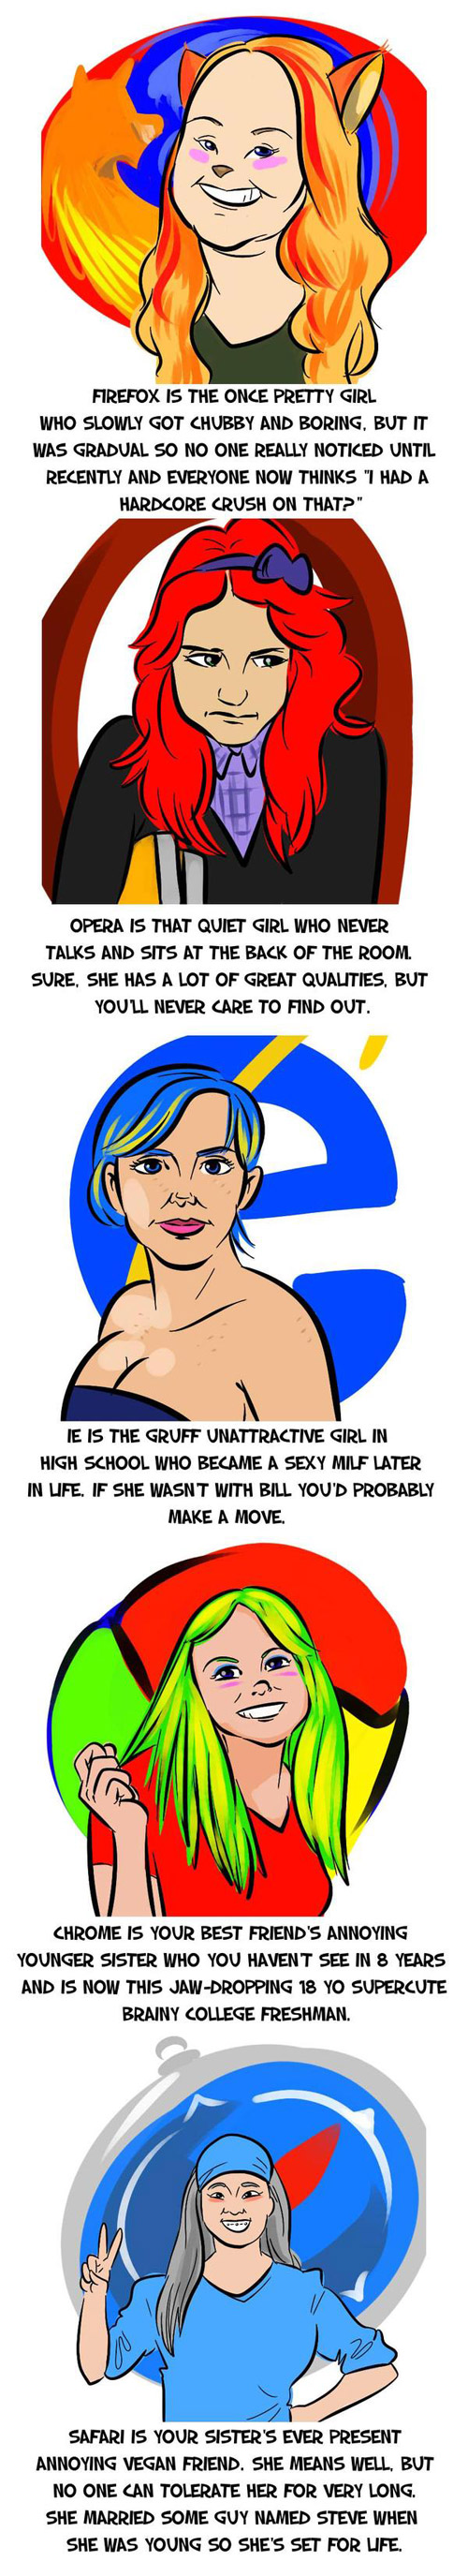 FIREFOX IS THE ONCE PRETTY GIRL
WHO SLOWLY GOT CHUBBY AND BORING, BUT IT
WAS GRADUAL SO NO ONE REALLY NOTICED UNTIL
RECENTLY AND EVERYONE NOW THINKS "I HAD A
HARDCORE CRUSH ON THAT?"
OPERA IS THAT QUIET GIRL WHO NEVER
TALKS AND SITS AT THE BACK OF THE ROOM.
SURE, SHE HAS A LOT OF GREAT QUALITIES, BUT
YOU'LL NEVER CARE TO FIND OUT.
IE IS THE GRUFF UNATTRACTIVE GIRL IN
HIGH SCHOOL WHO BECAME A SEXY MILF LATER
IN LIFE. IF SHE WASN'T WITH BILL YOU'D PROBABLY
MAKE A MOVE.
CHROME IS YOUR BEST FRIEND'S ANNOYING
YOUNGER SISTER WHO YOU HAVEN'T SEE IN 8 YEARS
AND IS NOW THIS JAW-DROPPING 18 YO SUPERCUTE
BRAINY COLLEGE FRESHMAN.
SAFARI IS YOUR SISTER'S EVER PRESENT
ANNOYING VEGAN FRIEND. SHE MEANS WELL, BUT
NO ONE CAN TOLERATE HER FOR VERY LONG.
SHE MARRIED SOME GUY NAMED STEVE WHEN
SHE WAS YOUNG SO SHE'S SET FOR LIFE.